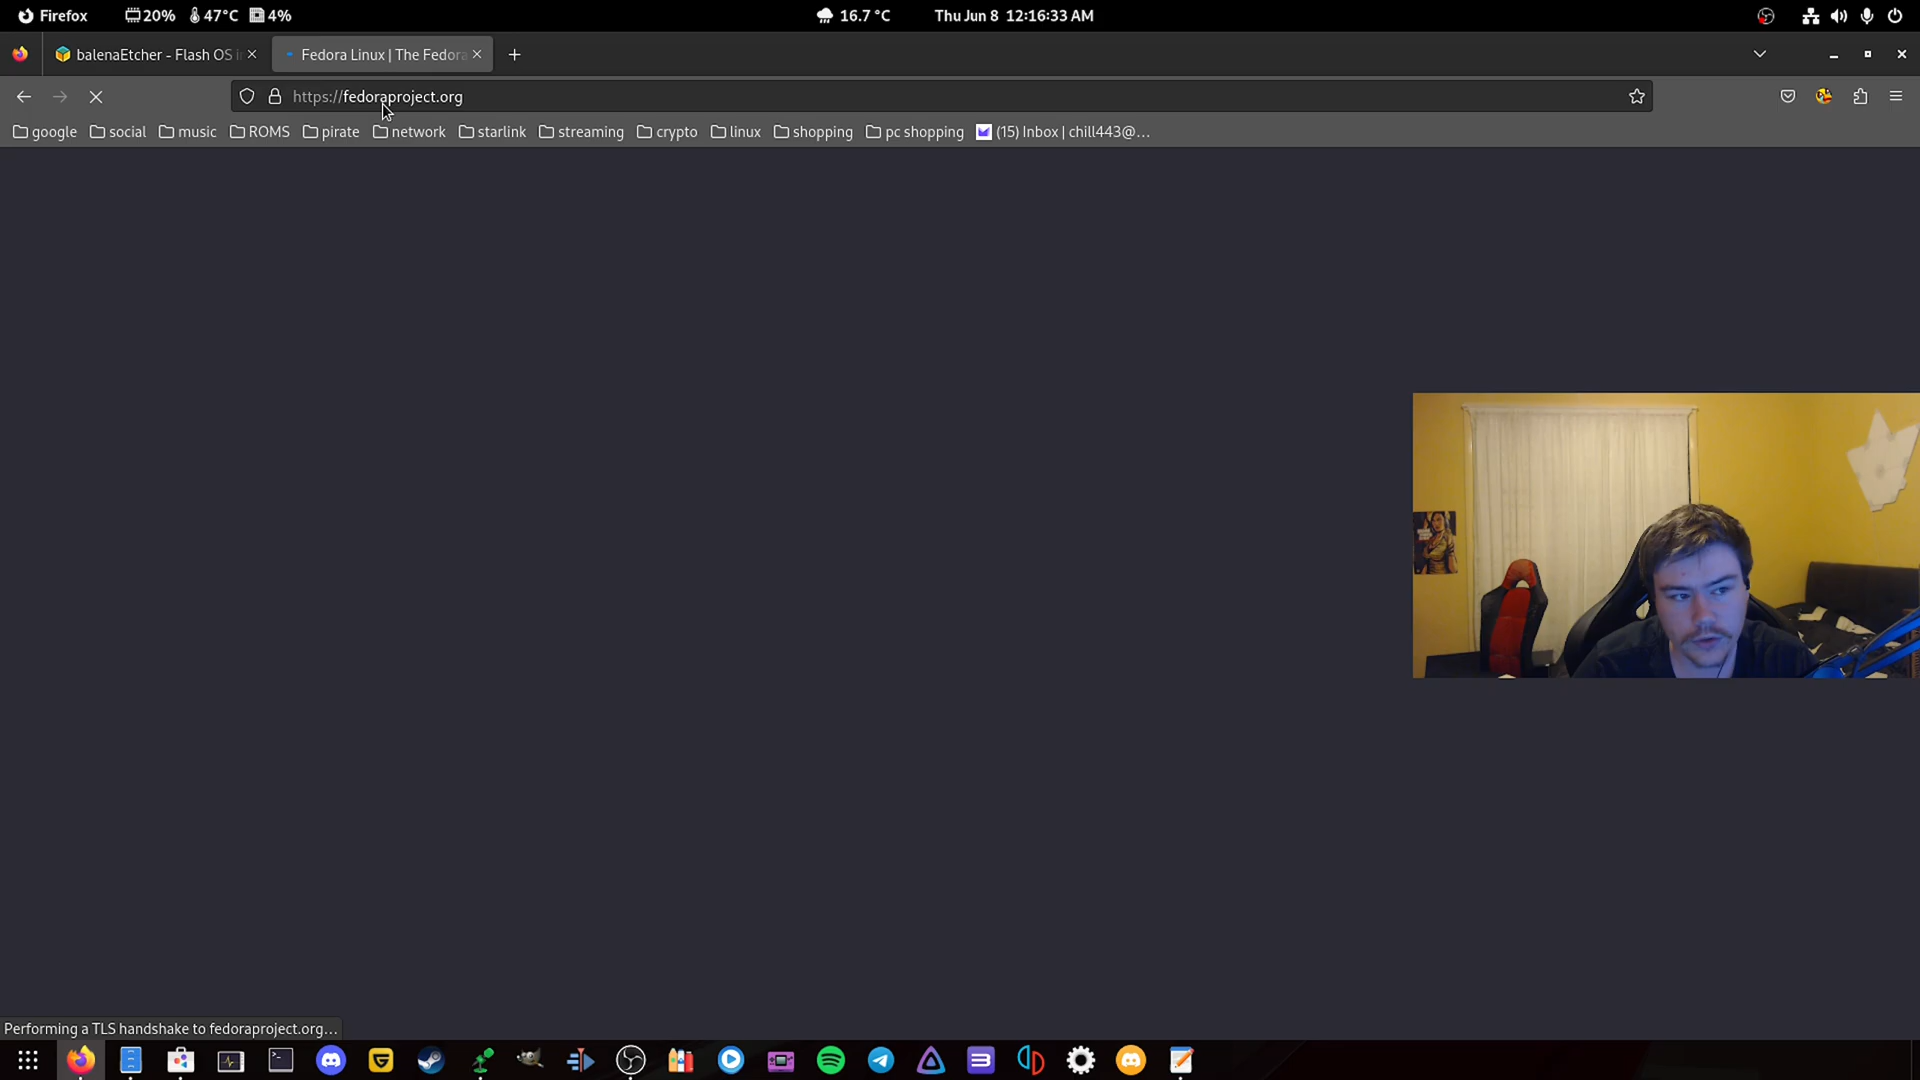 Firefox 20% 47°C 4% 16.7 °C Thu Jun 8 12:16:33 AM
balenaEtcher - Flash OS i Fedora Linux | The Fedora
https://fedoraproject.org
google social music ROMS pirate network starlink streaming crypto linux shopping pc shopping (15) Inbox | chill443@...
Performing a TLS handshake to fedoraproject.org...